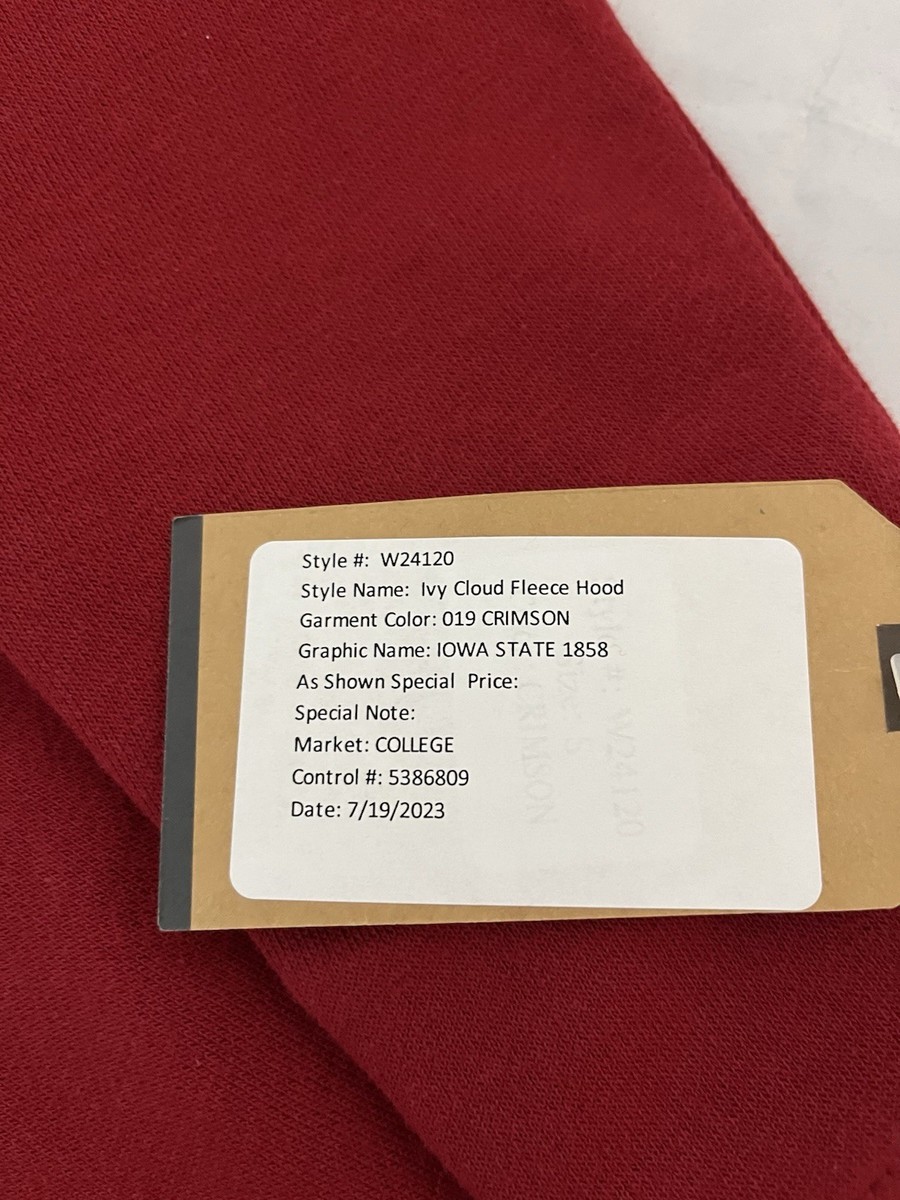 Style #: W24120
Style Name: Ivy Cloud Fleece Hood
Garment Color: 019 CRIMSON
Graphic Name: IOWA STATE 1858
As Shown Special Price:
Special Note:
Market: COLLEGE
Control #: 5386809
Date: 7/19/2023